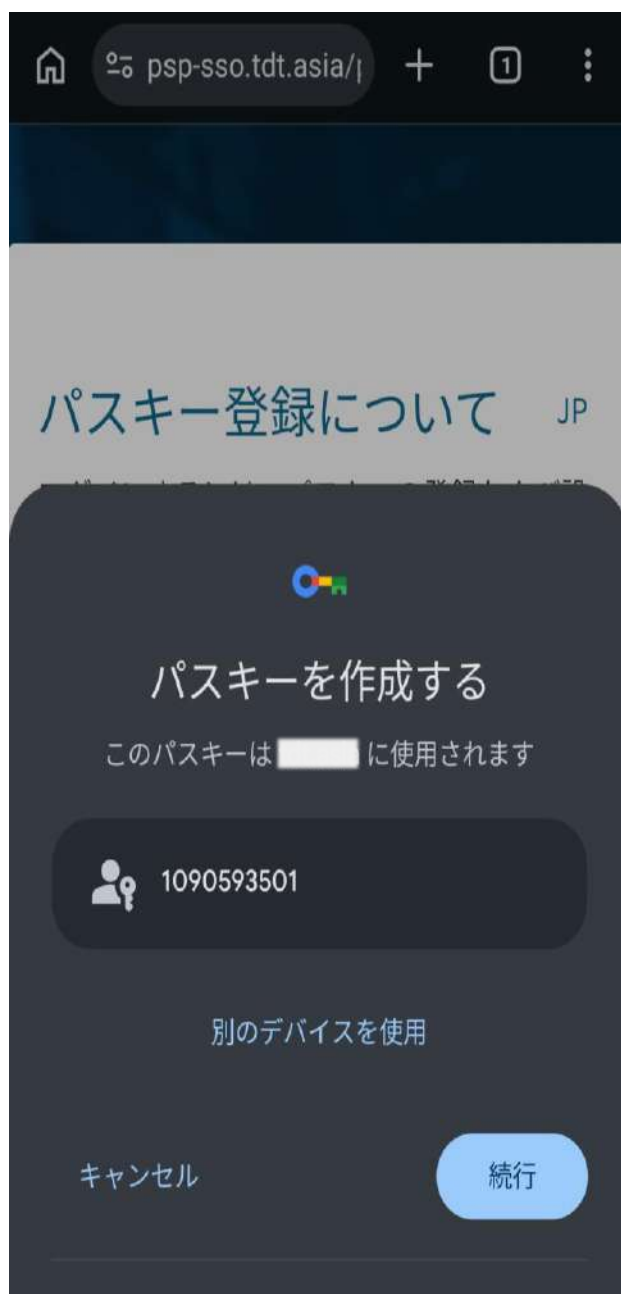 psp-sso.tdt.asia/
1
パスキー登録について JP
パスキーを作成する
このパスキーは に使用されます
1090593501
別のデバイスを使用
キャンセル
続行